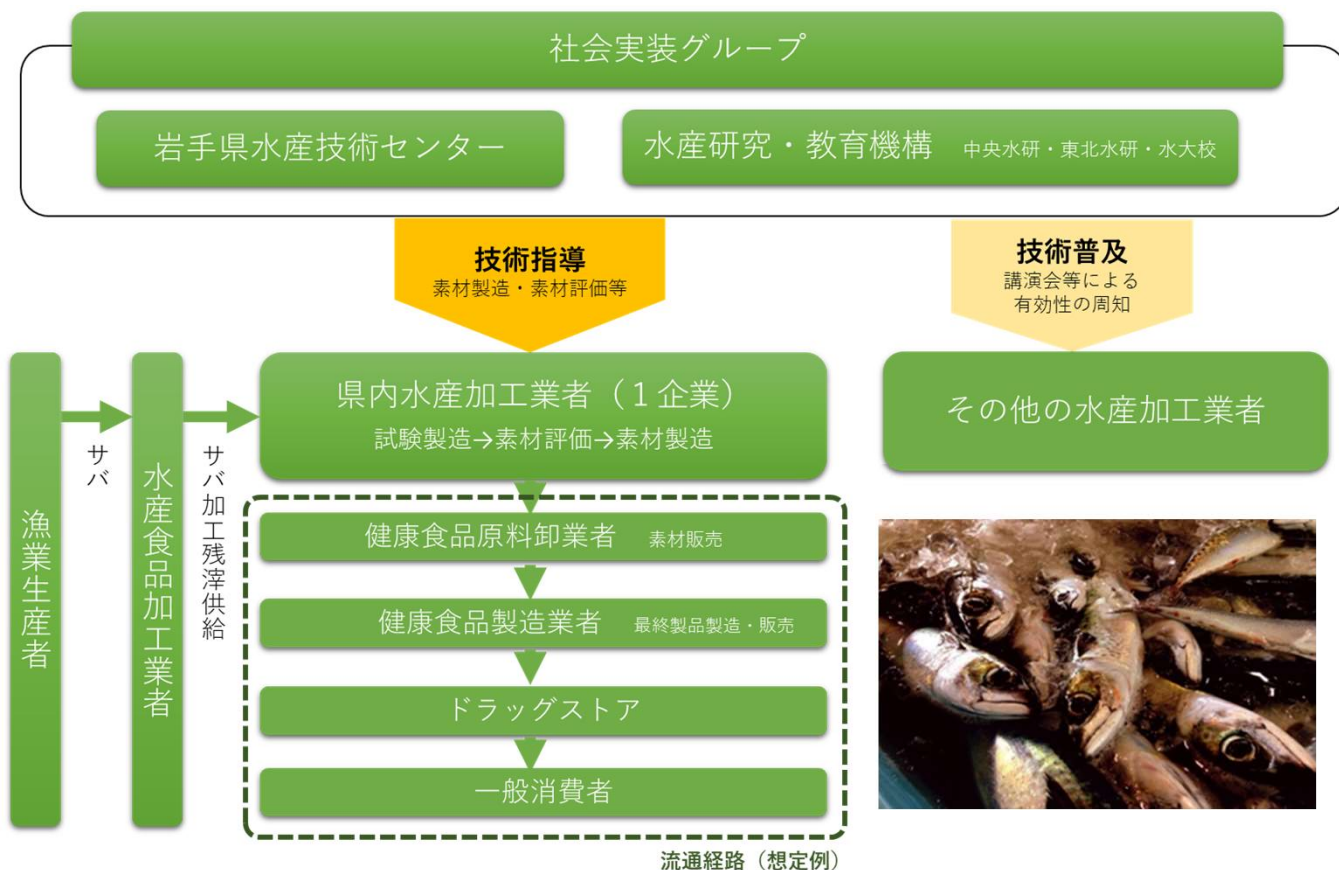 社会実装グループ
岩手県水産技術センター
水産研究・教育機構 中央水研・東北水研・水大校
技術指導
素材製造・素材評価等
技術普及
講演会等による
有効性の周知
漁業生産者
サバ
水産食品加工業者
サバ加工残滓供給
県内水産加工業者（１企業）
試験製造→素材評価→素材製造
その他の水産加工業者
健康食品原料卸業者 素材販売
健康食品製造業者 最終製品製造・販売
ドラッグストア
一般消費者
流通経路（想定例）